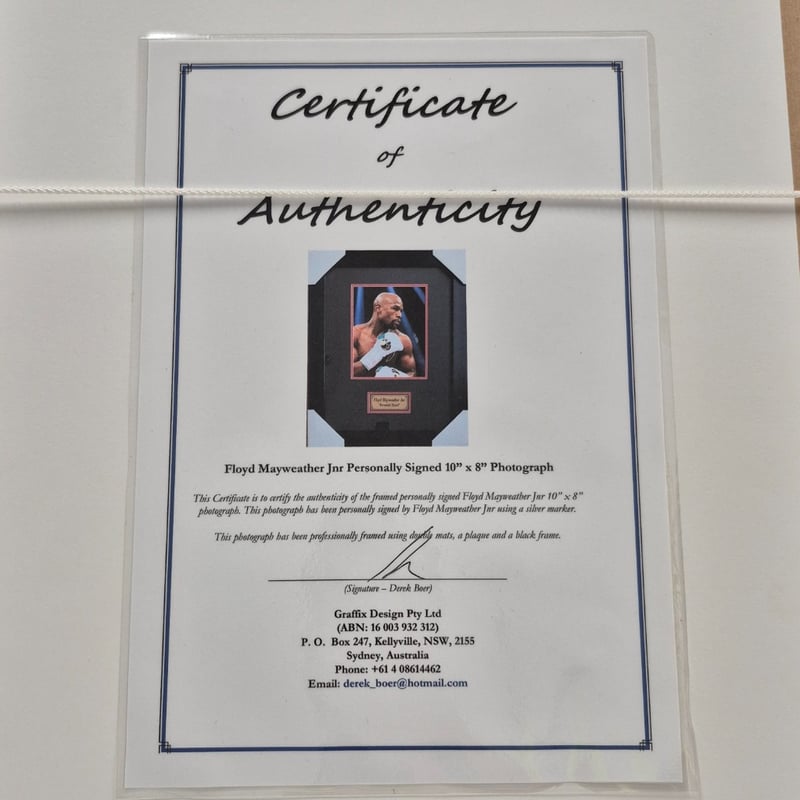 Certificate
of
Authenticity
Floyd Mayweather Jnr
Floyd Mayweather Jnr Personally Signed 10” x 8” Photograph
This Certificate is to certify the authenticity of the framed personally signed Floyd Mayweather Jnr 10” x 8”
photograph. This photograph has been personally signed by Floyd Mayweather Jnr using a silver marker.
This photograph has been professionally framed using double mats, a plaque and a black frame.
(Signature – Derek Boer)
Graffix Design Pty Ltd
(ABN: 16 003 932 312)
P. O. Box 247, Kellyville, NSW, 2155
Sydney, Australia
Phone: +61 4 08614462
Email: derek_boer@hotmail.com